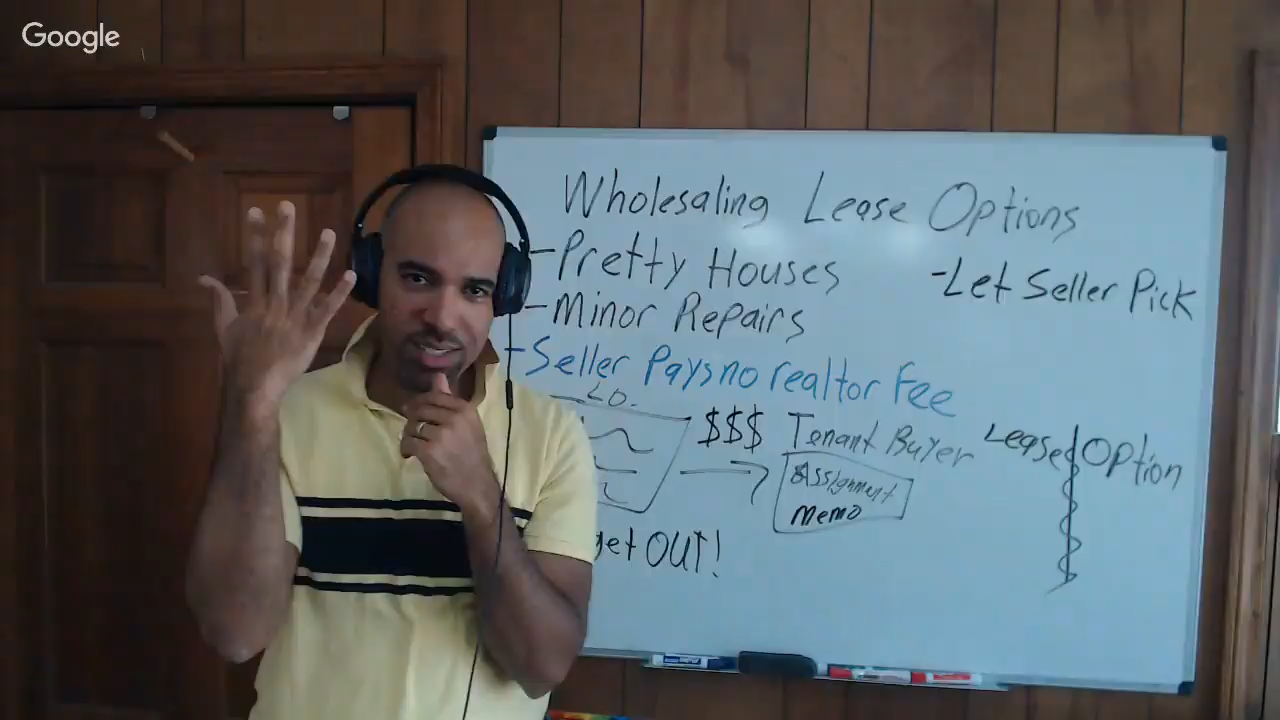 Google
Wholesaling Lease Options
-Pretty Houses
-Let Seller Pick
-Minor Repairs
-Seller Pays no realtor Fee
L.O.
$$$ Tenant Buyer
Lease Option
Assignment
Memo
get OUT!